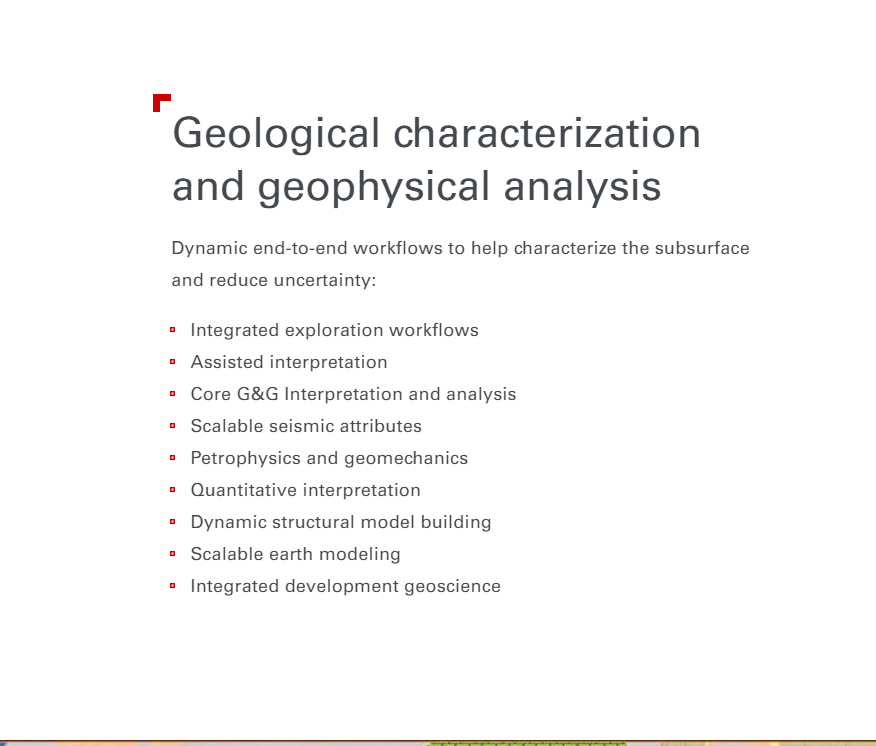 Geological characterization
and geophysical analysis
Dynamic end-to-end workflows to help characterize the subsurface
and reduce uncertainty:
Integrated exploration workflows
Assisted interpretation
Core G&G Interpretation and analysis
Scalable seismic attributes
Petrophysics and geomechanics
Quantitative interpretation
Dynamic structural model building
Scalable earth modeling
Integrated development geoscience